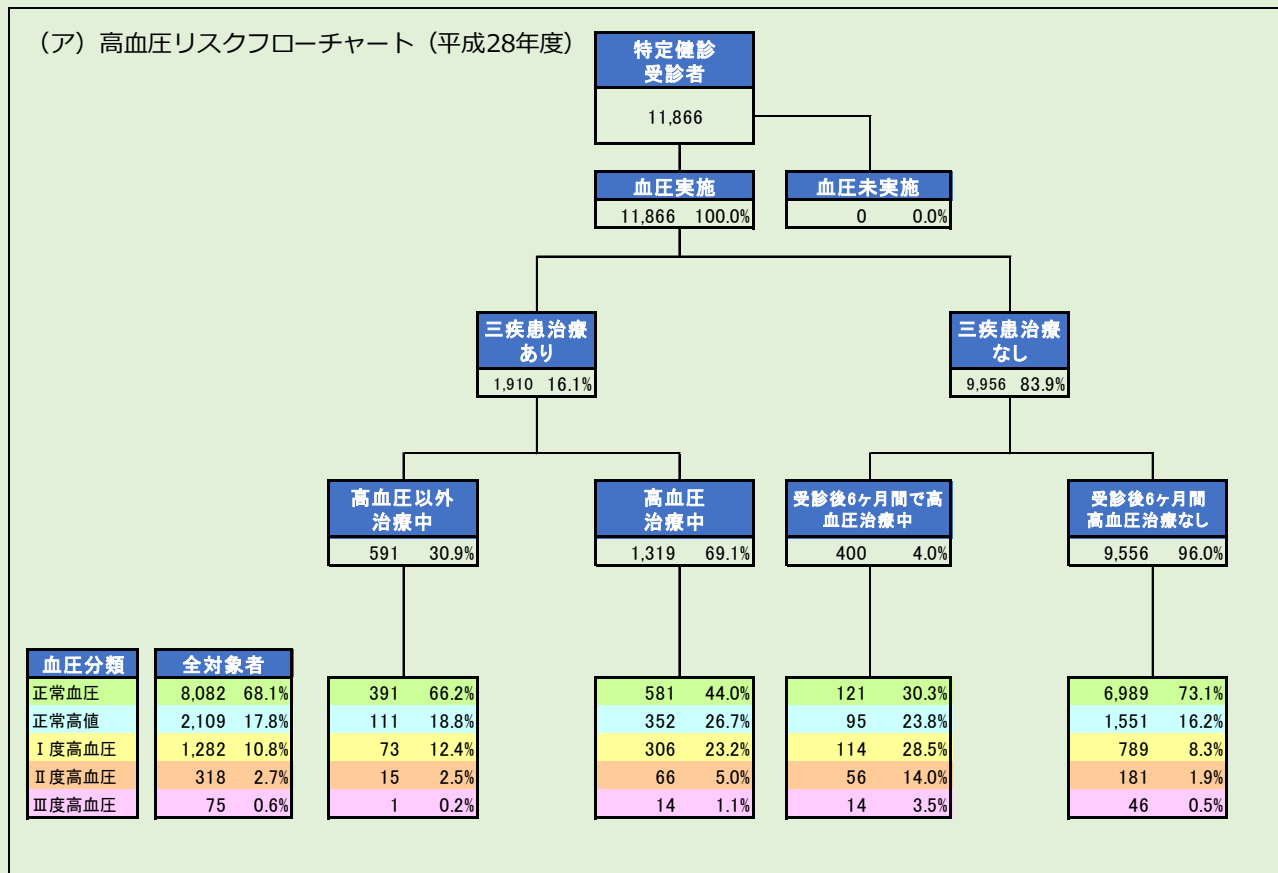 （ア）高血圧リスクフローチャート（平成28年度）
特定健診
受診者
11,866
血圧実施
11,866 100.0%
血圧未実施
0 0.0%
三疾患治療
あり
1,910 16.1%
三疾患治療
なし
9,956 83.9%
高血圧以外
治療中
591 30.9%
高血圧
治療中
1,319 69.1%
受診後6ヶ月間で高
血圧治療中
400 4.0%
受診後6ヶ月間
高血圧治療なし
9,556 96.0%
血圧分類 全対象者
正常血圧 8,082 68.1% 391 66.2% 581 44.0% 121 30.3% 6,989 73.1%
正常高値 2,109 17.8% 111 18.8% 352 26.7% 95 23.8% 1,551 16.2%
Ⅰ度高血圧 1,282 10.8% 73 12.4% 306 23.2% 114 28.5% 789 8.3%
Ⅱ度高血圧 318 2.7% 15 2.5% 66 5.0% 56 14.0% 181 1.9%
Ⅲ度高血圧 75 0.6% 1 0.2% 14 1.1% 14 3.5% 46 0.5%